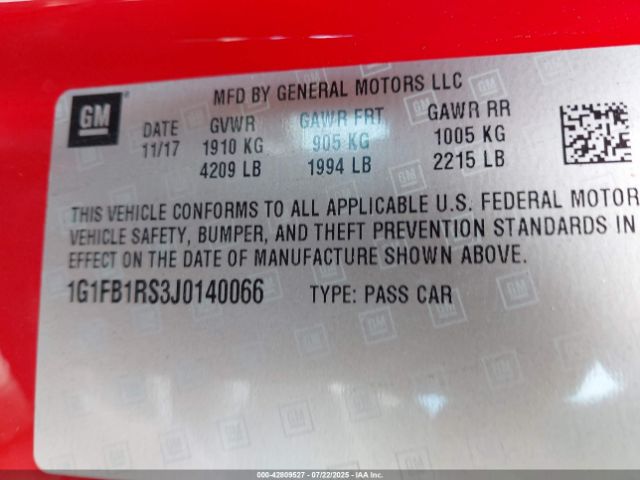 GM
MFD BY GENERAL MOTORS LLC
DATE GVWR GAWR FRT GAWR RR
11/17 1910 KG 905 KG 1005 KG
4209 LB 1994 LB 2215 LB
THIS VEHICLE CONFORMS TO ALL APPLICABLE U.S. FEDERAL MOTOR
VEHICLE SAFETY, BUMPER, AND THEFT PREVENTION STANDARDS IN
EFFECT ON THE DATE OF MANUFACTURE SHOWN ABOVE.
1G1FB1RS3J0140066 TYPE: PASS CAR
000-42809527 - 07/22/2025 - IAAI.COM